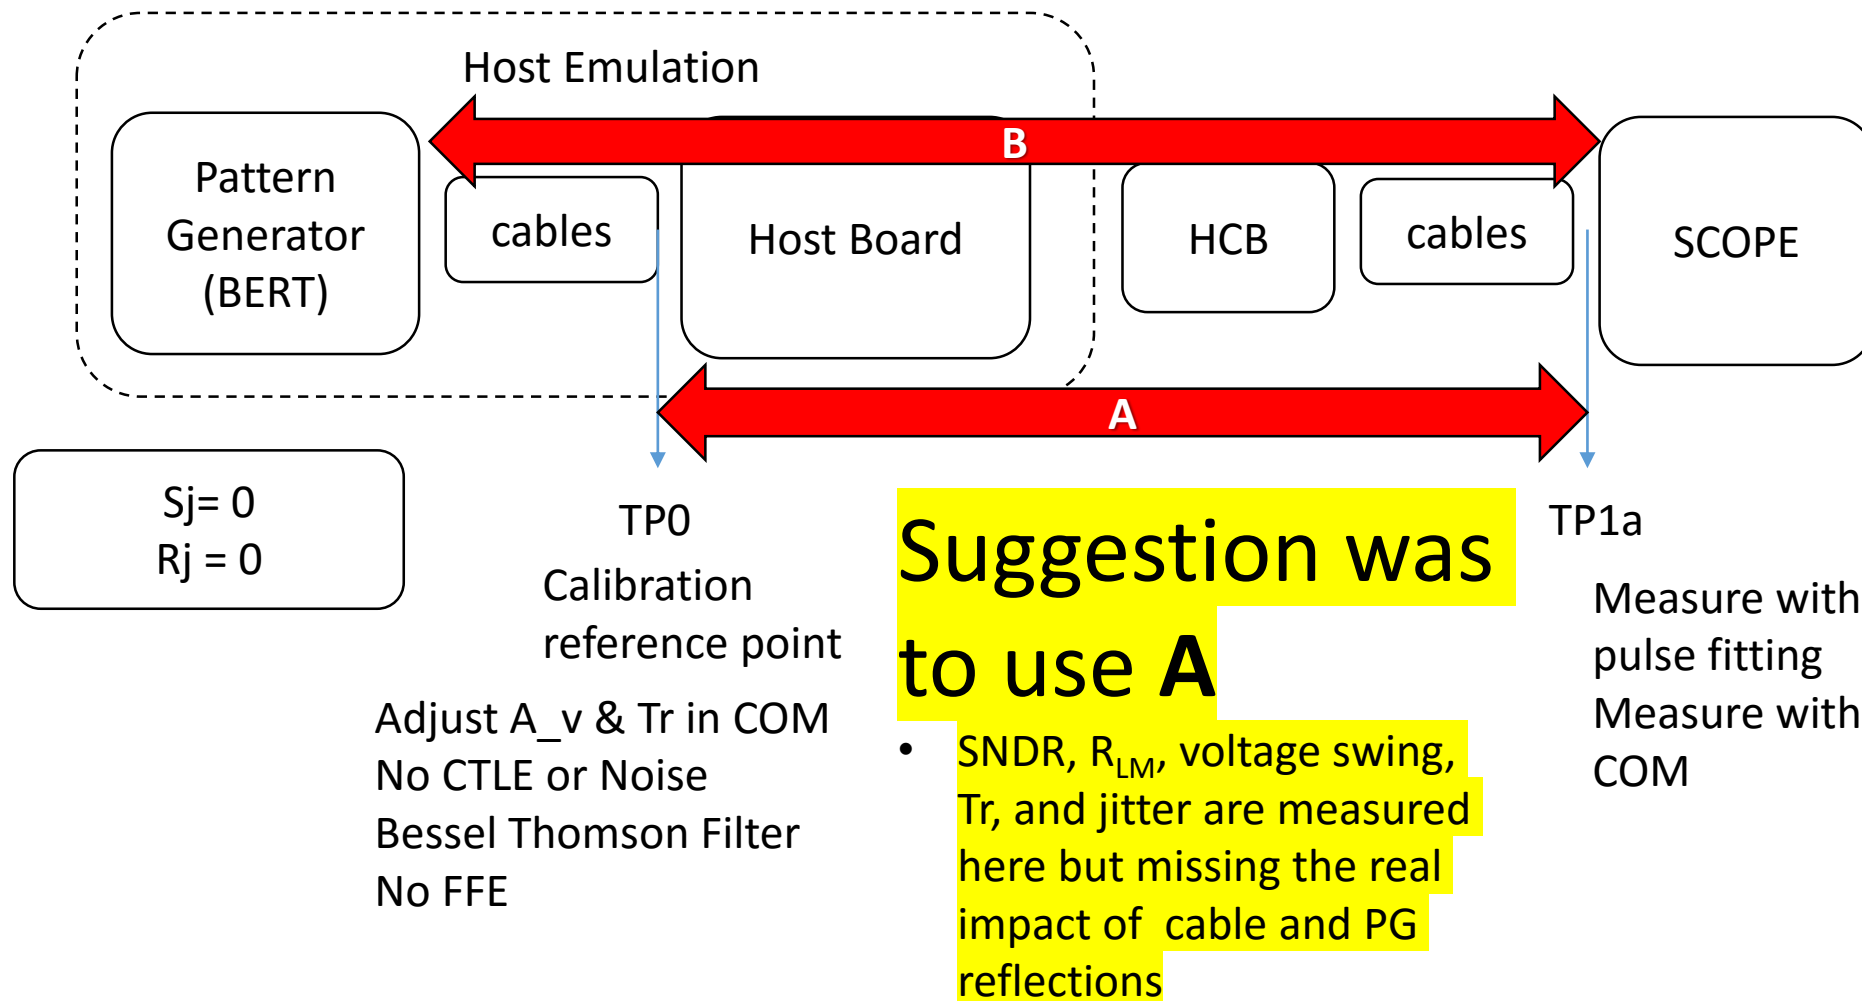 Host Emulation
B
Pattern
Generator
(BERT)
cables
Host Board
HCB
cables
SCOPE
A
Sj= 0
Rj = 0
TP0
Calibration
reference point
Adjust A_v & Tr in COM
No CTLE or Noise
Bessel Thomson Filter
No FFE
Suggestion was
to use A
• SNDR, RLM, voltage swing,
Tr, and jitter are measured
here but missing the real
impact of cable and PG
reflections
TP1a
Measure with
pulse fitting
Measure with
COM